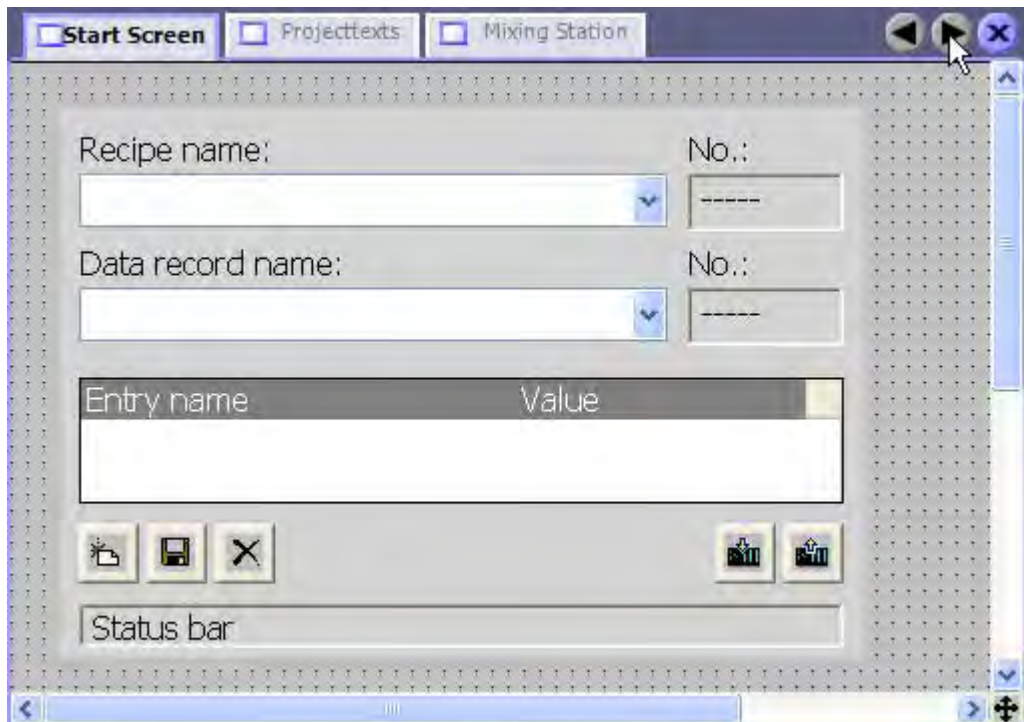 Start Screen Projecttexts Mixing Station
Recipe name: No.:
-----
Data record name: No.:
-----
Entry name Value
Status bar